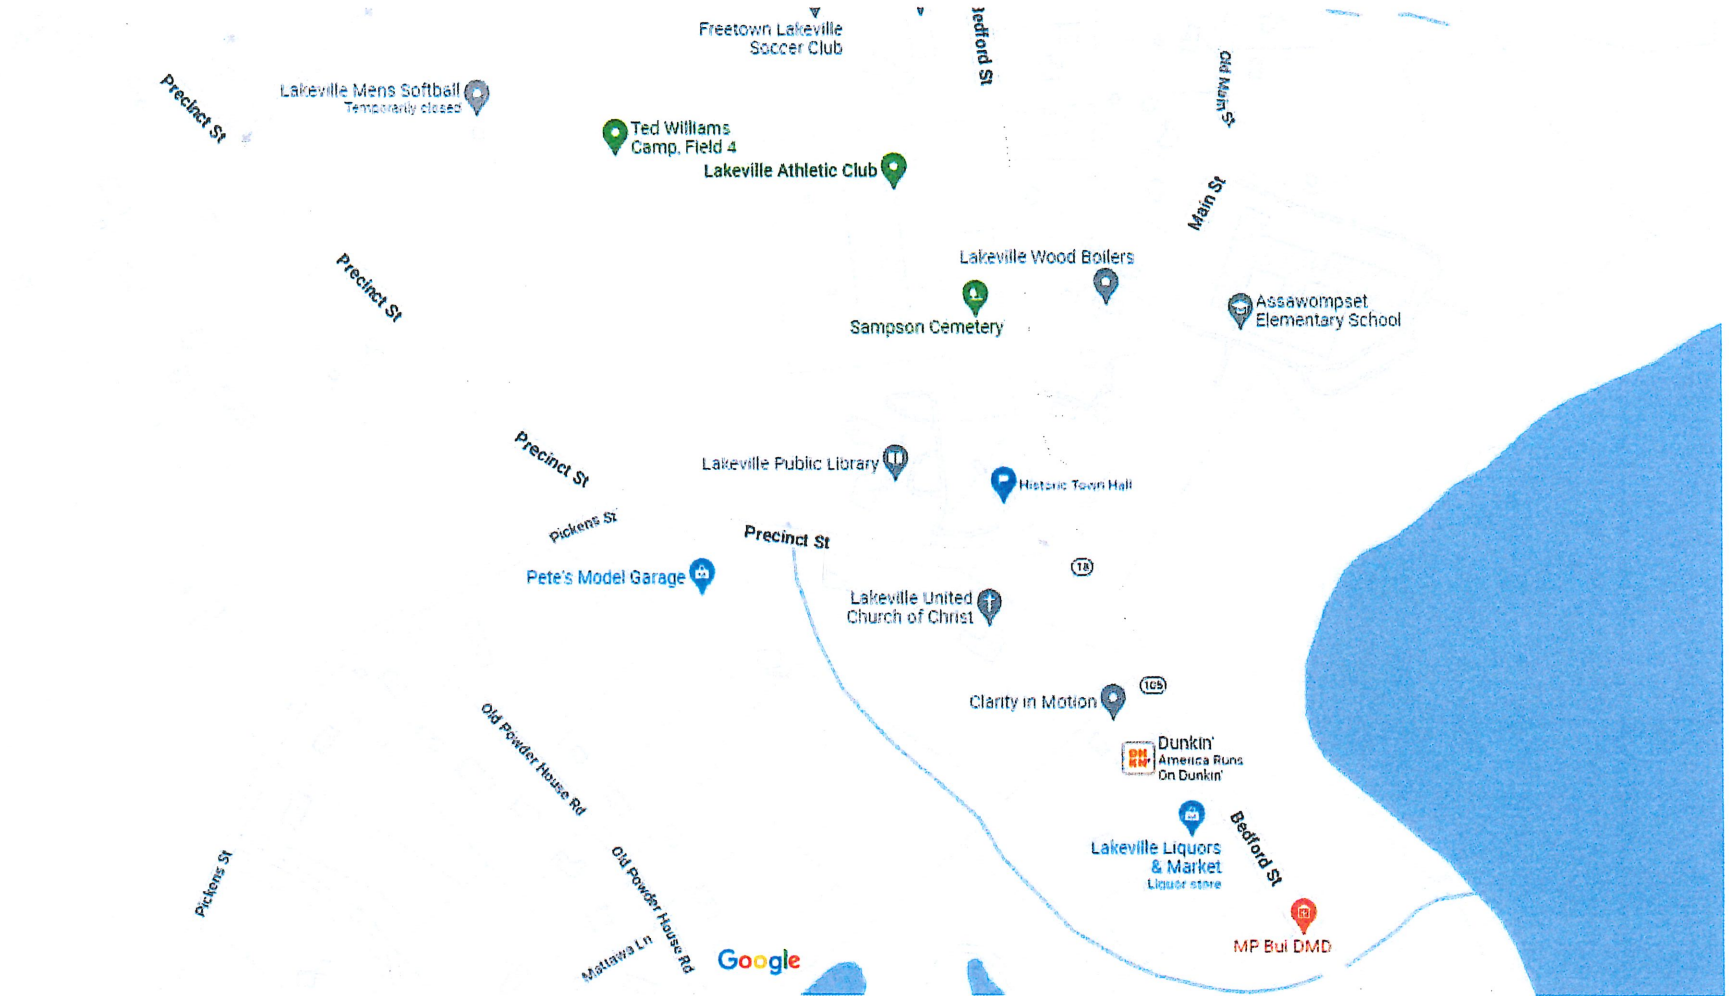 Freetown Lakeville
Soccer Club
Bedford St
Old Main St
Precinct St
Lakeville Mens Softball
Temporarily closed
Ted Williams
Camp, Field 4
Lakeville Athletic Club
Main St
Precinct St
Lakeville Wood Boilers
Sampson Cemetery
Assawompset
Elementary School
Precinct St
Lakeville Public Library
Historic Town Hall
Pickens St
Precinct St
Pete's Model Garage
18
Lakeville United
Church of Christ
105
Clarity in Motion
Old Powder House Rd
DN
KN'
Dunkin'
America Runs
On Dunkin'
Bedford St
Lakeville Liquors
& Market
Liquor store
Pickens St
Old Powder House Rd
Mattawa Ln
Google
MP Bui DMD